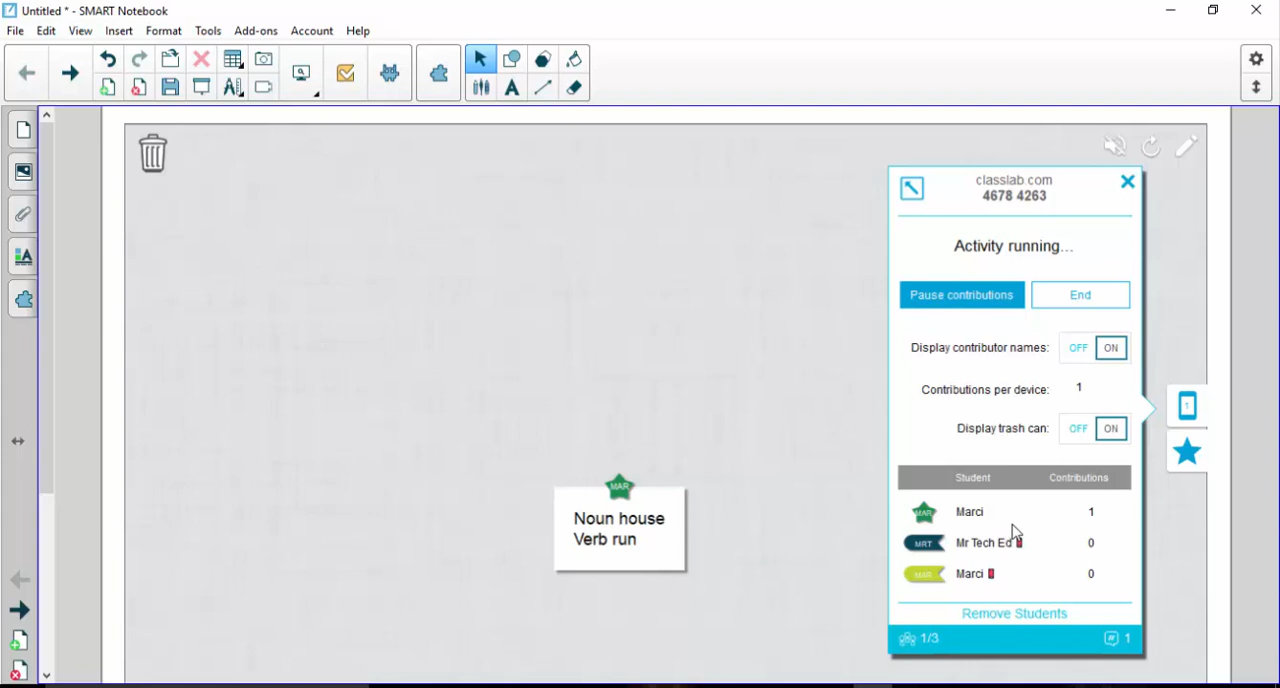 Untitled * - SMART Notebook
File Edit View Insert Format Tools Add-ons Account Help
classlab.com
4678 4263
Activity running...
Pause contributions End
Display contributor names: OFF ON
Contributions per device: 1
Display trash can: OFF ON
Student Contributions
MAR Marci 1
MRT Mr Tech Ed 0
MAR Marci 0
Remove Students
1/3 1
1
MAR
Noun house
Verb run